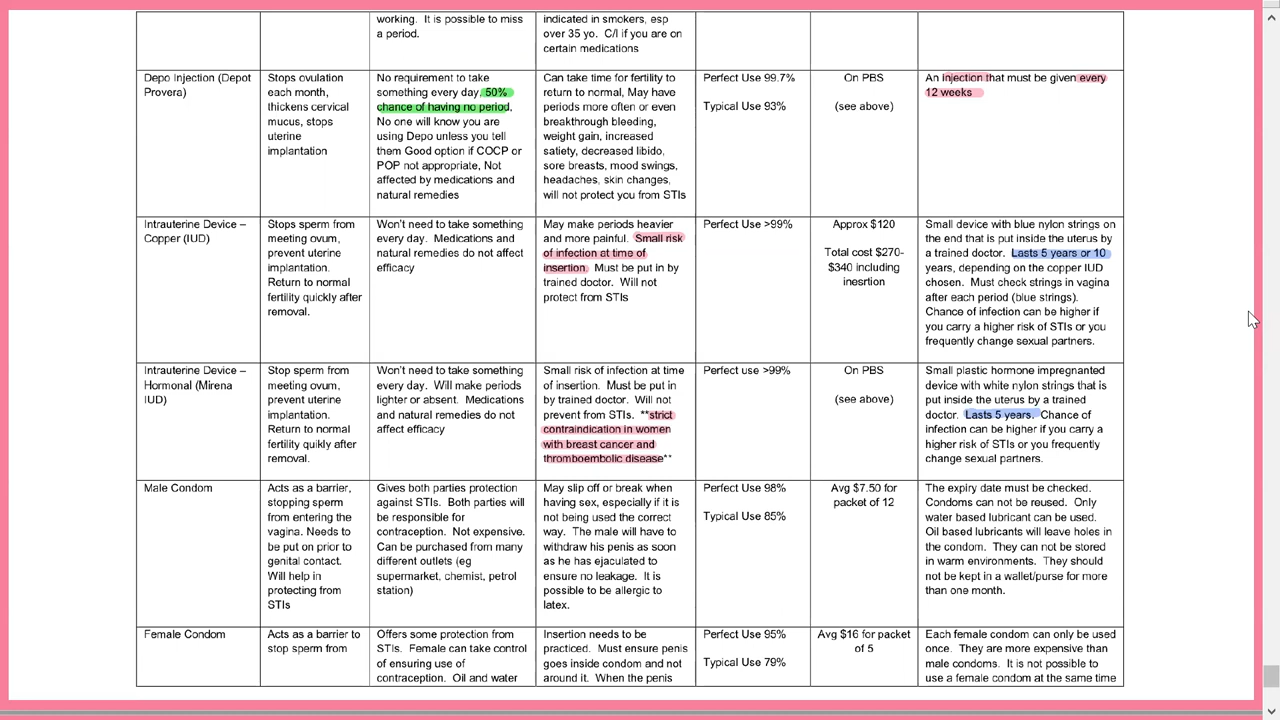 working. It is possible to miss
a period.
indicated in smokers, esp
over 35 yo. C/I if you are on
certain medications
Depo Injection (Depot
Provera)
Stops ovulation
each month,
thickens cervical
mucus, stops
uterine
implantation
No requirement to take
something every day, 50%
chance of having no period,
No one will know you are
using Depo unless you tell
them Good option if COCP or
POP not appropriate, Not
affected by medications and
natural remedies
Can take time for fertility to
return to normal, May have
periods more often or even
breakthrough bleeding,
weight gain, increased
satiety, decreased libido,
sore breasts, mood swings,
headaches, skin changes,
will not protect you from STIs
Perfect Use 99.7%
Typical Use 93%
On PBS
(see above)
An Injection that must be given every
12 weeks
Intrauterine Device –
Copper (IUD)
Stops sperm from
meeting ovum,
prevent uterine
implantation.
Return to normal
fertility quickly after
removal.
Won't need to take something
every day. Medications and
natural remedies do not affect
efficacy
May make periods heavier
and more painful. Small risk
of infection at time of
insertion. Must be put in by
trained doctor. Will not
protect from STIs
Perfect Use >99%
Approx $120
Total cost $270-
$340 including
inesrtion
Small device with blue nylon strings on
the end that is put inside the uterus by
a trained doctor. Lasts 5 years or 10
years, depending on the copper IUD
chosen. Must check strings in vagina
after each period (blue strings).
Chance of infection can be higher if
you carry a higher risk of STIs or you
frequently change sexual partners.
Intrauterine Device –
Hormonal (Mirena
IUD)
Stop sperm from
meeting ovum,
prevent uterine
implantation.
Return to normal
fertility quikly after
removal.
Won't need to take something
every day. Will make periods
lighter or absent. Medications
and natural remedies do not
affect efficacy
Small risk of infection at time
of insertion. Must be put in
by trained doctor. Will not
prevent from STIs. **strict
contraindication in women
with breast cancer and
thromboembolic disease**
Perfect use >99%
On PBS
(see above)
Small plastic hormone impregnanted
device with white nylon strings that is
put inside the uterus by a trained
doctor. Lasts 5 years. Chance of
infection can be higher if you carry a
higher risk of STIs or you frequently
change sexual partners.
Male Condom
Acts as a barrier,
stopping sperm
from entering the
vagina. Needs to
be put on prior to
genital contact.
Will help in
protecting from
STIs
Gives both parties protection
against STIs. Both parties will
be responsible for
contraception. Not expensive.
Can be purchased from many
different outlets (eg
supermarket, chemist, petrol
station)
May slip off or break when
having sex, especially if it is
not being used the correct
way. The male will have to
withdraw his penis as soon
as he has ejaculated to
ensure no leakage. It is
possible to be allergic to
latex.
Perfect Use 98%
Typical Use 85%
Avg $7.50 for
packet of 12
The expiry date must be checked.
Condoms can not be reused. Only
water based lubricant can be used.
Oil based lubricants will leave holes in
the condom. They can not be stored
in warm environments. They should
not be kept in a wallet/purse for more
than one month.
Female Condom
Acts as a barrier to
stop sperm from
Offers some protection from
STIs. Female can take control
of ensuring use of
contraception. Oil and water
Insertion needs to be
practiced. Must ensure penis
goes inside condom and not
around it. When the penis
Perfect Use 95%
Typical Use 79%
Avg $16 for packet
of 5
Each female condom can only be used
once. They are more expensive than
male condoms. It is not possible to
use a female condom at the same time